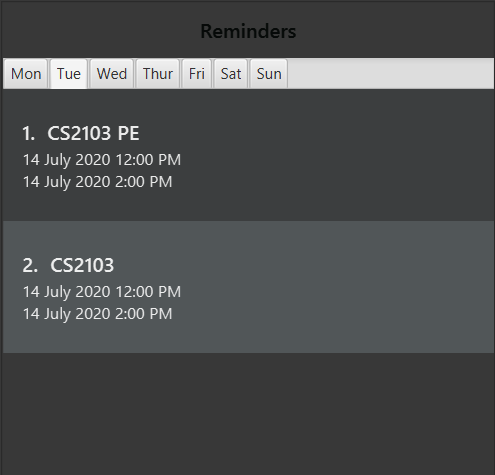 Reminders
Mon Tue Wed Thur Fri Sat Sun
1. CS2103 PE
14 July 2020 12:00 PM
14 July 2020 2:00 PM
2. CS2103
14 July 2020 12:00 PM
14 July 2020 2:00 PM